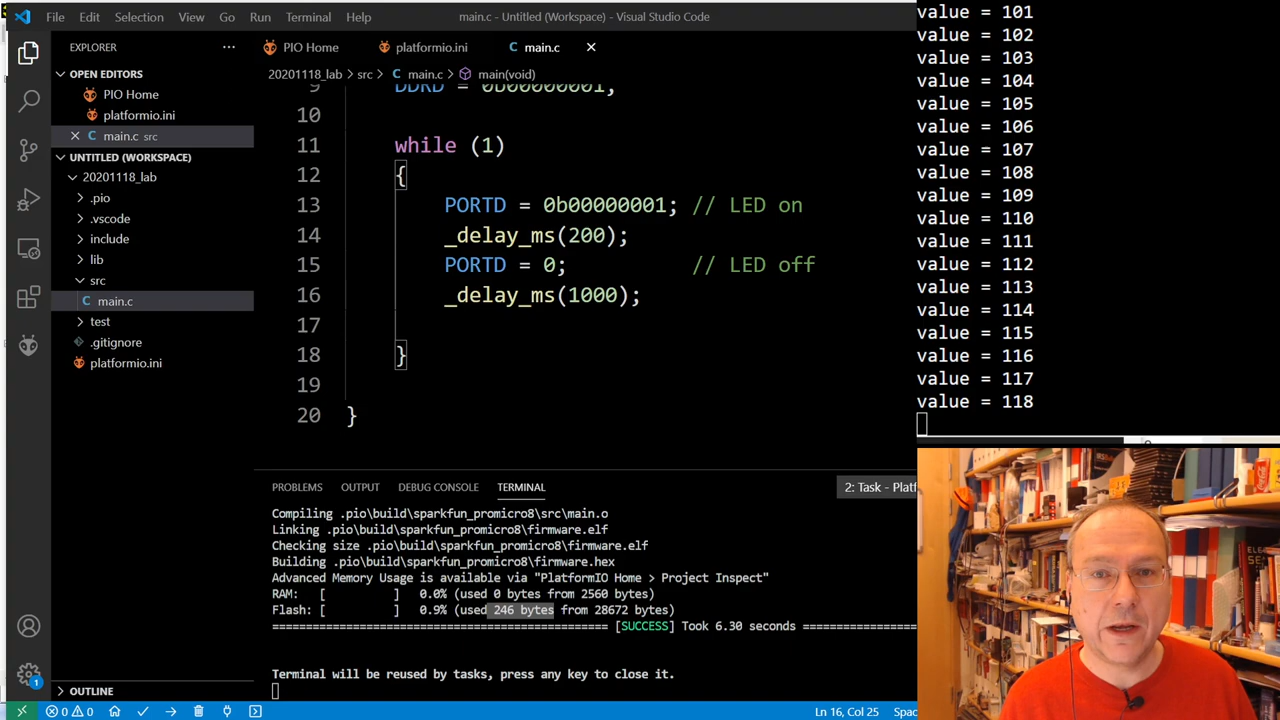 File Edit Selection View Go Run Terminal Help
main.c - Untitled (Workspace) - Visual Studio Code
EXPLORER
OPEN EDITORS
PIO Home
platformio.ini
main.c src
UNTITLED (WORKSPACE)
20201118_lab
.pio
.vscode
include
lib
src
main.c
test
.gitignore
platformio.ini
OUTLINE
PIO Home platformio.ini main.c
20201118_lab > src > main.c > main(void)
9 DDRD = 0b00000001;
10
11 while (1)
12 {
13 PORTD = 0b00000001; // LED on
14 _delay_ms(200);
15 PORTD = 0; // LED off
16 _delay_ms(1000);
17
18 }
19
20 }
PROBLEMS OUTPUT DEBUG CONSOLE TERMINAL
2: Task - Platf
Compiling .pio\build\sparkfun_promicro8\src\main.o
Linking .pio\build\sparkfun_promicro8\firmware.elf
Checking size .pio\build\sparkfun_promicro8\firmware.elf
Building .pio\build\sparkfun_promicro8\firmware.hex
Advanced Memory Usage is available via "PlatformIO Home > Project Inspect"
RAM: [ ] 0.0% (used 0 bytes from 2560 bytes)
Flash: [ ] 0.9% (used 246 bytes from 28672 bytes)
============================================ [SUCCESS] Took 6.30 seconds ===============
Terminal will be reused by tasks, press any key to close it.
1
0 0
Ln 16, Col 25 Spac
value = 101
value = 102
value = 103
value = 104
value = 105
value = 106
value = 107
value = 108
value = 109
value = 110
value = 111
value = 112
value = 113
value = 114
value = 115
value = 116
value = 117
value = 118